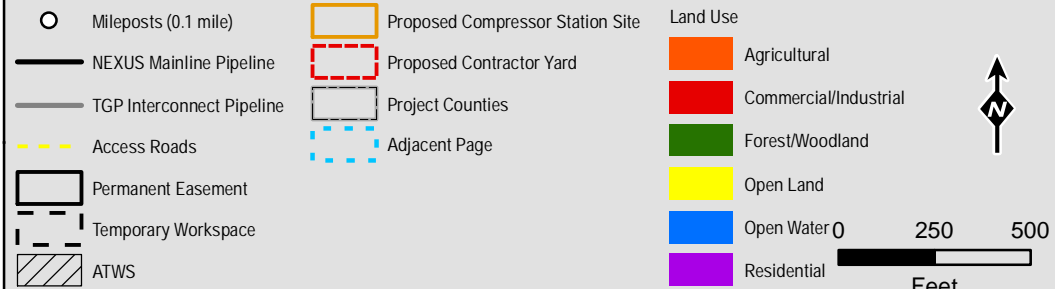 Mileposts (0.1 mile)
NEXUS Mainline Pipeline
TGP Interconnect Pipeline
Access Roads
Permanent Easement
Temporary Workspace
ATWS
Proposed Compressor Station Site
Proposed Contractor Yard
Project Counties
Adjacent Page
Land Use
Agricultural
Commercial/Industrial
Forest/Woodland
Open Land
Open Water
Residential
N
0 250 500
Feet